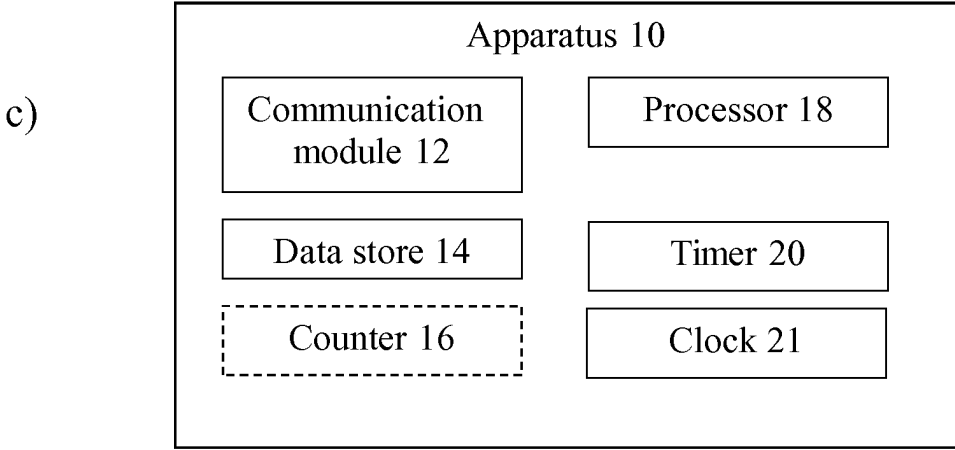 c)
Apparatus 10
Communication
module 12
Processor 18
Data store 14
Timer 20
Counter 16
Clock 21